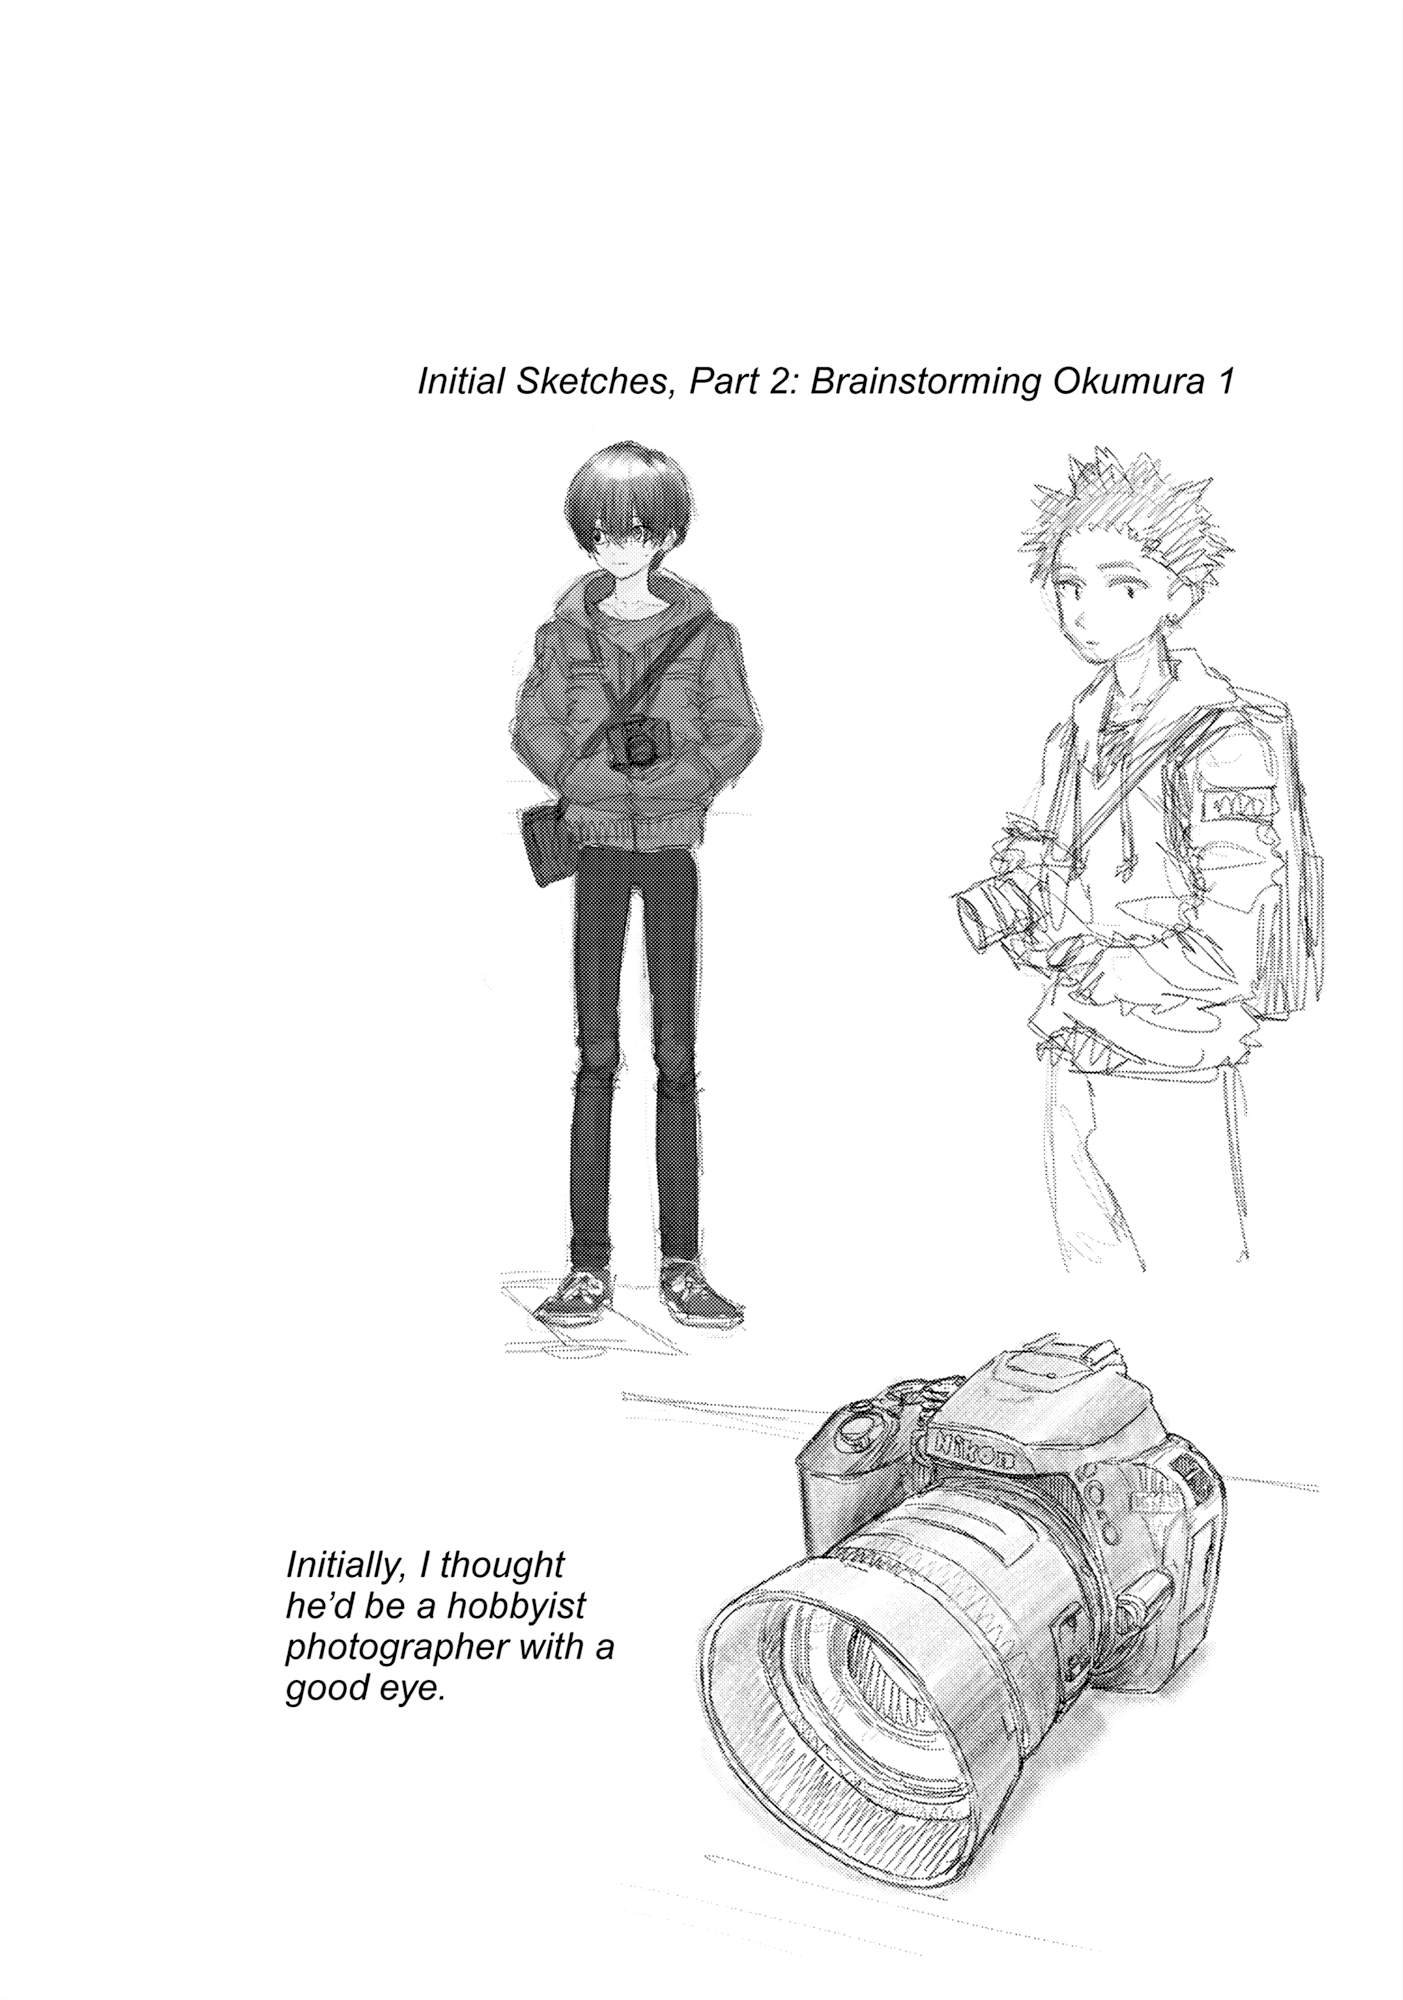 Initial Sketches, Part 2: Brainstorming Okumura 1
Nikon
Initially, I thought
he’d be a hobbyist
photographer with a
good eye.